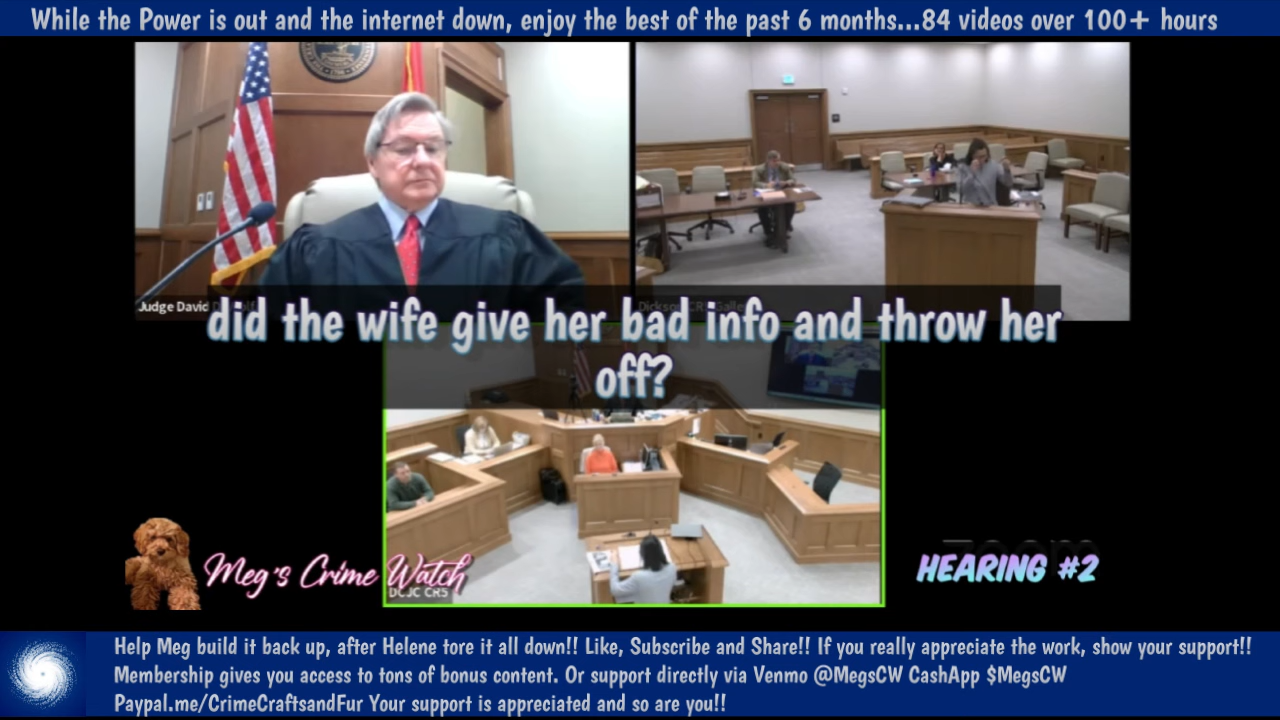 While the Power is out and the internet down, enjoy the best of the past 6 months...84 videos over 100+ hours
Judge David
did the wife give her bad info and throw her
off?
Meg's Crime Watch
DCJC CR5
HEARING #2
Help Meg build it back up, after Helene tore it all down!! Like, Subscribe and Share!! If you really appreciate the work, show your support!!
Membership gives you access to tons of bonus content. Or support directly via Venmo @MegsCW CashApp $MegsCW
Paypal.me/CrimeCraftsandFur Your support is appreciated and so are you!!